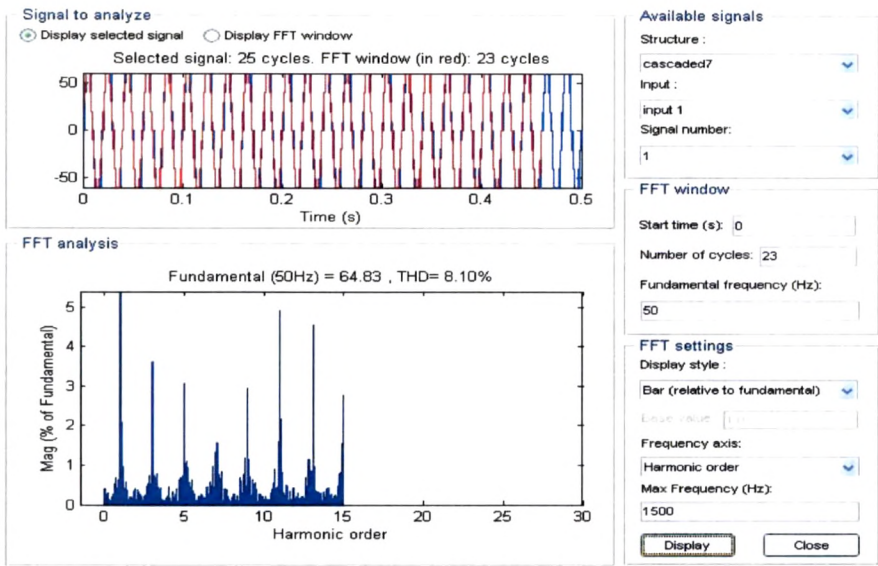 Signal to analyze
Display selected signal Display FFT window
Selected signal: 25 cycles. FFT window (in red): 23 cycles
50
0
-50
0 0.1 0.2 0.3 0.4 0.5
Time (s)
FFT analysis
Fundamental (50Hz) = 64.83 , THD= 8.10%
Mag (% of Fundamental)
5
4
3
2
1
0
0 5 10 15 20 25 30
Harmonic order
Available signals
Structure :
cascaded7
Input :
input 1
Signal number:
1
FFT window
Start time (s): 0
Number of cycles: 23
Fundamental frequency (Hz):
50
FFT settings
Display style :
Bar (relative to fundamental)
Base value:
Frequency axis:
Harmonic order
Max Frequency (Hz):
1500
Display Close